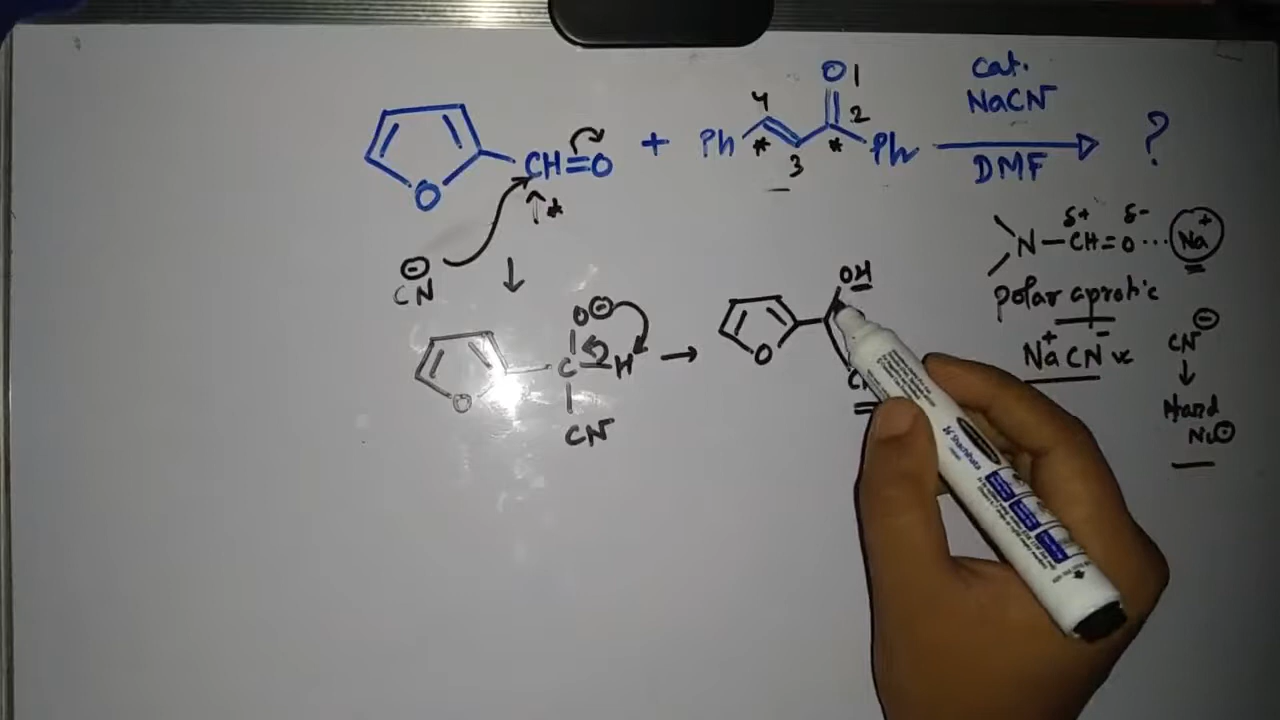 cat.
NaCN
DMF
?
O
CH=O
+
Ph
4
3
O 1
2
Ph
⊖
CN
O⊖
C
H
CN
O
OH
O
N—CH=O···Na⁺
δ+ δ-
polar aprotic
Na⁺CN⁻
CN⊖
↓
Hard
Nu⊖
Shachihata